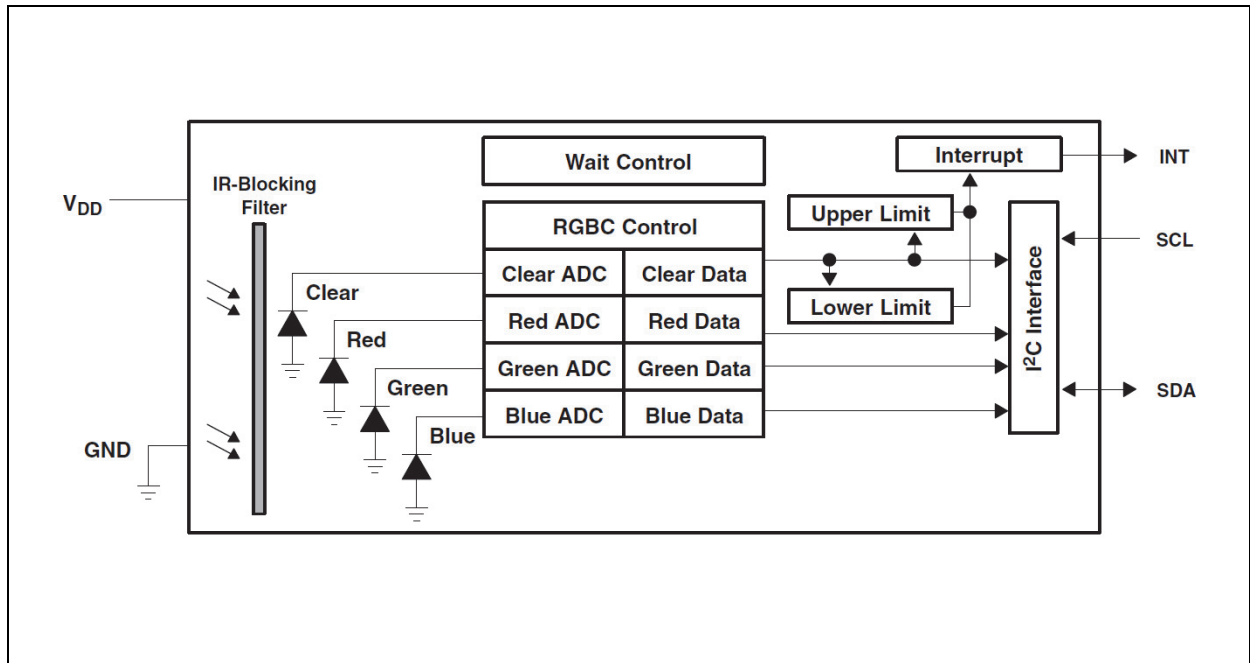 Wait Control
Interrupt
INT
IR-Blocking
Filter
V_DD
Upper Limit
RGBC Control
SCL
Clear ADC
Clear Data
Clear
Lower Limit
I²C Interface
Red ADC
Red Data
Red
Green ADC
Green Data
Green
SDA
Blue ADC
Blue Data
Blue
GND